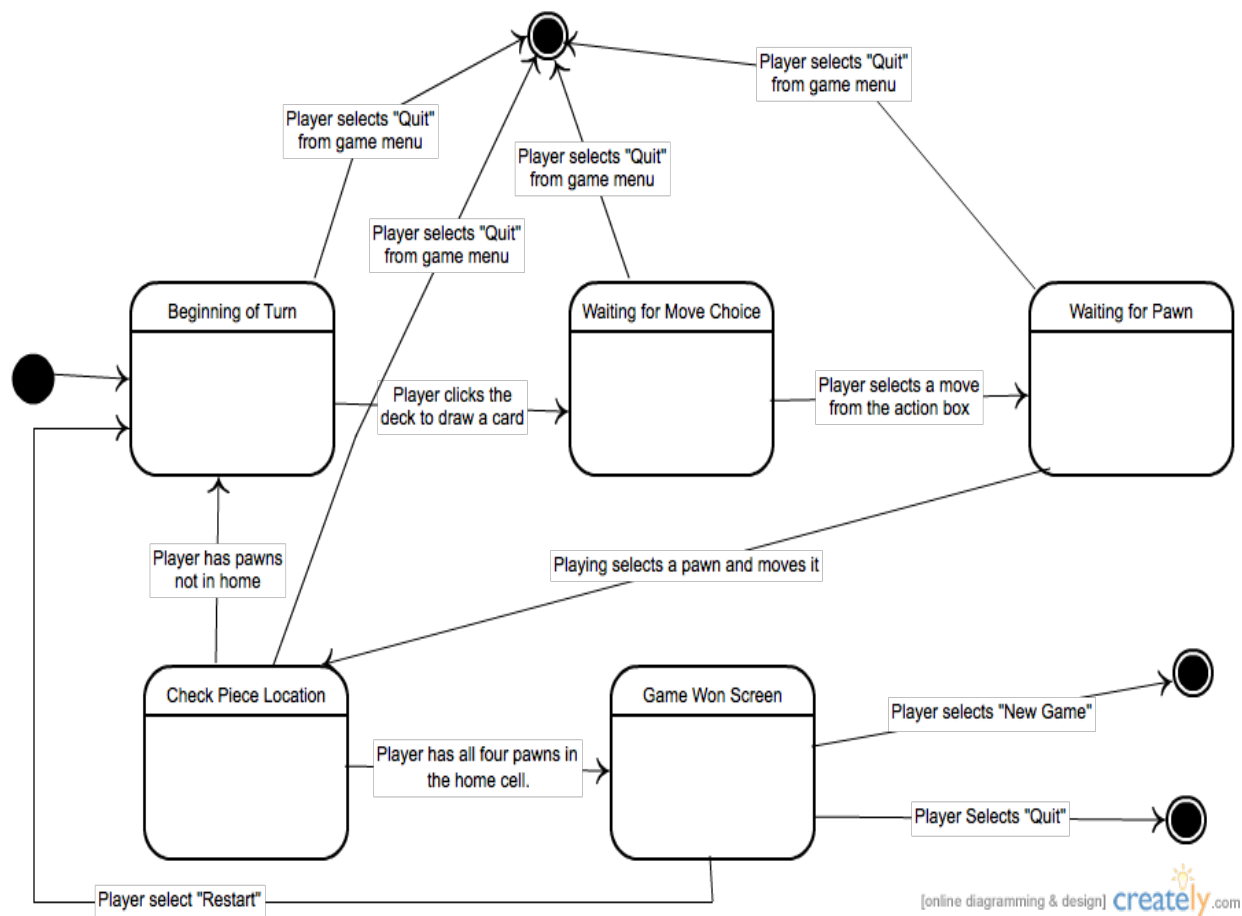 Player selects "Quit"
from game menu
Player selects "Quit"
from game menu
Player selects "Quit"
from game menu
Player selects "Quit"
from game menu
Beginning of Turn
Waiting for Move Choice
Waiting for Pawn
Player clicks the
deck to draw a card
Player selects a move
from the action box
Player has pawns
not in home
Playing selects a pawn and moves it
Check Piece Location
Game Won Screen
Player selects "New Game"
Player has all four pawns in
the home cell.
Player Selects "Quit"
Player select "Restart"
[online diagramming & design] creately.com